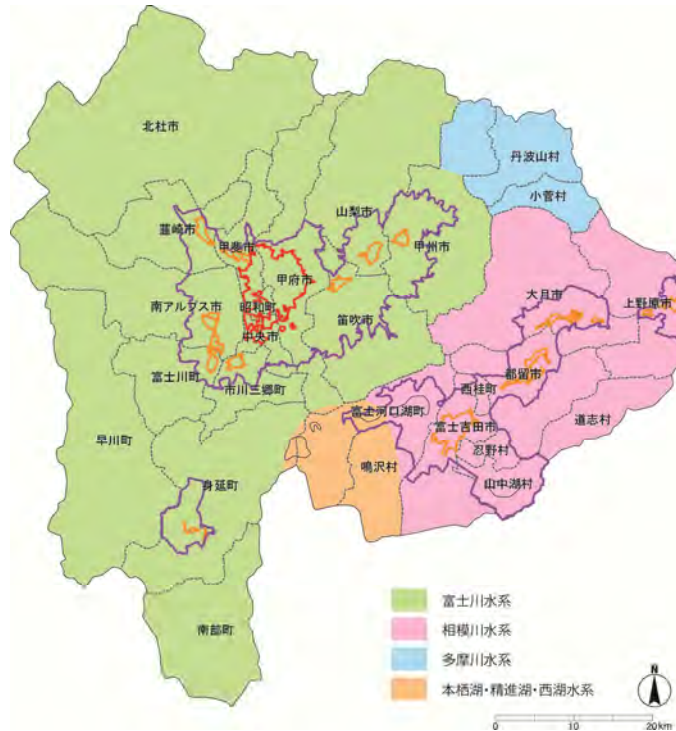 北杜市
丹波山村
小菅村
山梨市
韮崎市
甲斐市
甲州市
甲府市
大月市
上野原市
南アルプス市
昭和町
笛吹市
中央市
都留市
富士川町
市川三郷町
西桂町
富士河口湖町
道志村
富士吉田市
早川町
忍野村
鳴沢村
山中湖村
身延町
南部町
富士川水系
相模川水系
多摩川水系
本栖湖・精進湖・西湖水系
N
0 10 20km